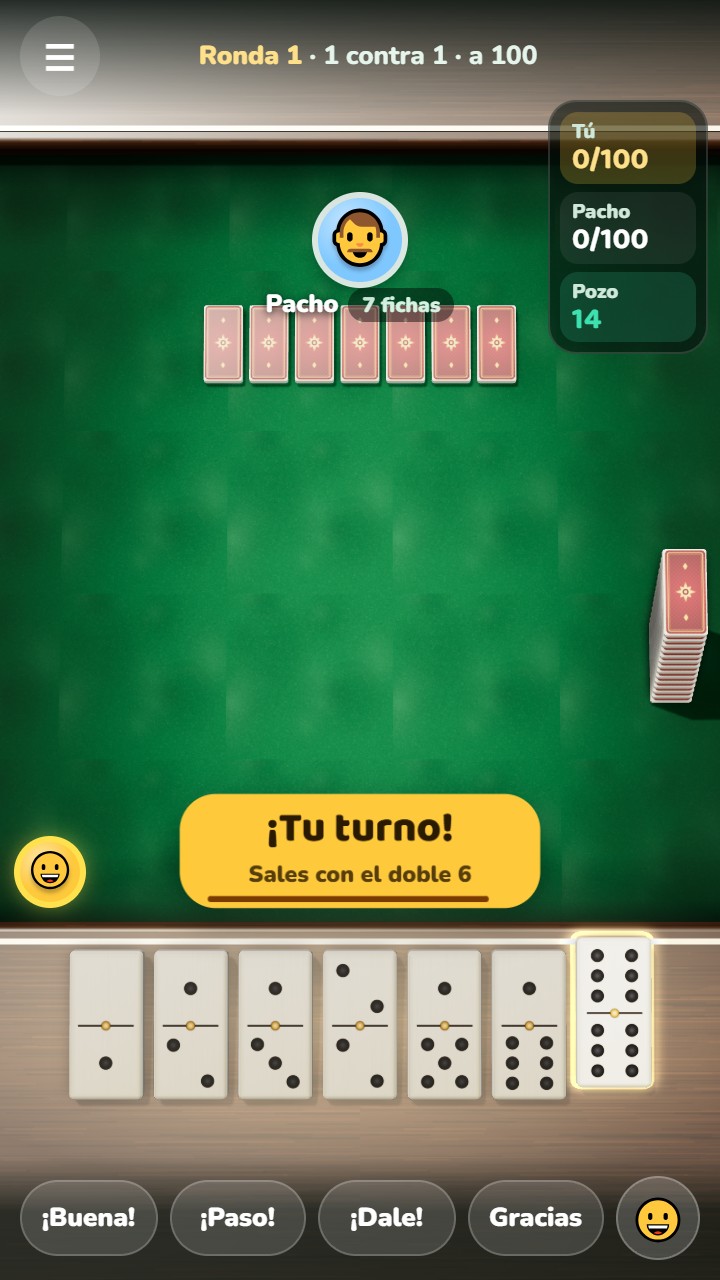 Ronda 1 · 1 contra 1 · a 100
Tú
0/100
Pacho
0/100
Pozo
14
Pacho 7 fichas
¡Tu turno!
Sales con el doble 6
¡Buena!
¡Paso!
¡Dale!
Gracias